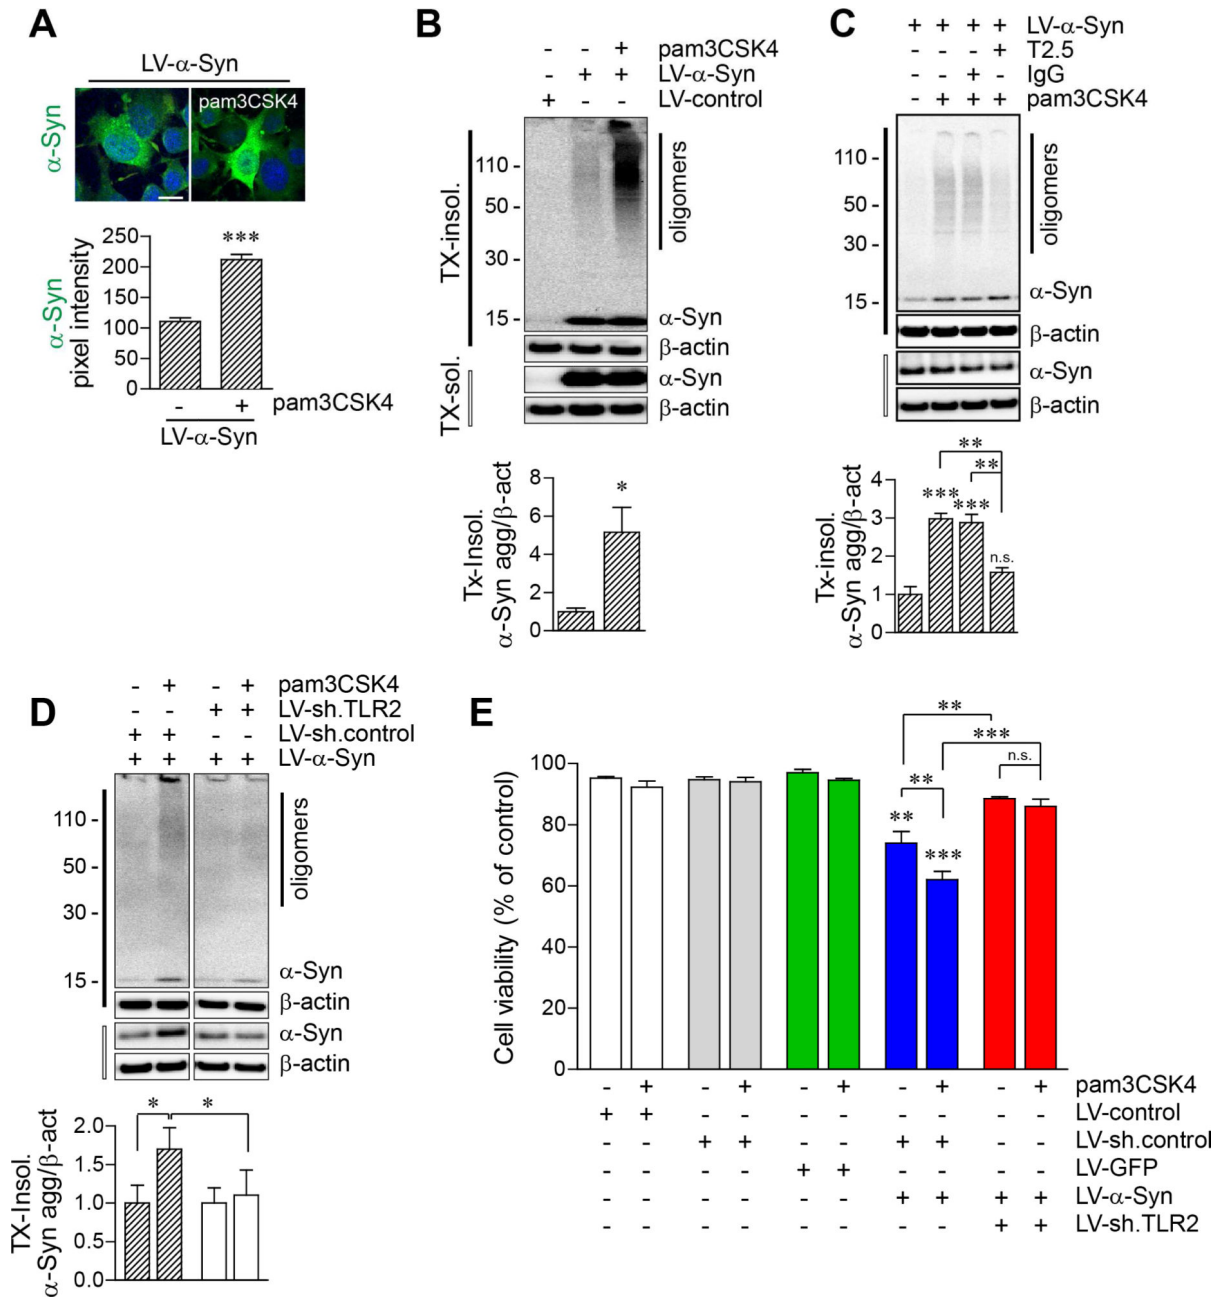 A
LV-α-Syn
pam3CSK4
α-Syn
250
200
150
100
50
0
α-Syn
pixel intensity
***
- +
pam3CSK4
LV-α-Syn
B
- - + pam3CSK4
- + + LV-α-Syn
+ - - LV-control
TX-insol.
110 -
50 -
30 -
15 -
oligomers
α-Syn
β-actin
TX-sol.
α-Syn
β-actin
Tx-Insol.
α-Syn agg/β-act
8
6
4
2
0
*
C
+ + + + LV-α-Syn
- - - + T2.5
- - + - IgG
- + + + pam3CSK4
110 -
50 -
30 -
15 -
oligomers
α-Syn
β-actin
α-Syn
β-actin
Tx-insol.
α-Syn agg/β-act
4
3
2
1
0
**
**
***
***
n.s.
D
- + - + pam3CSK4
- - + + LV-sh.TLR2
+ + - - LV-sh.control
+ + + + LV-α-Syn
110 -
50 -
30 -
15 -
oligomers
α-Syn
β-actin
α-Syn
β-actin
TX-Insol.
α-Syn agg/β-act
2.0
1.5
1.0
0.5
0.0
* *
E
Cell viability (% of control)
100
80
60
40
20
0
**
***
n.s.
**
**
***
- + - + - + - + - + pam3CSK4
+ + - - - - - - - - LV-control
- - + + - - + + - - LV-sh.control
- - - - + + - - - - LV-GFP
- - - - - - + + + + LV-α-Syn
- - - - - - - - + + LV-sh.TLR2